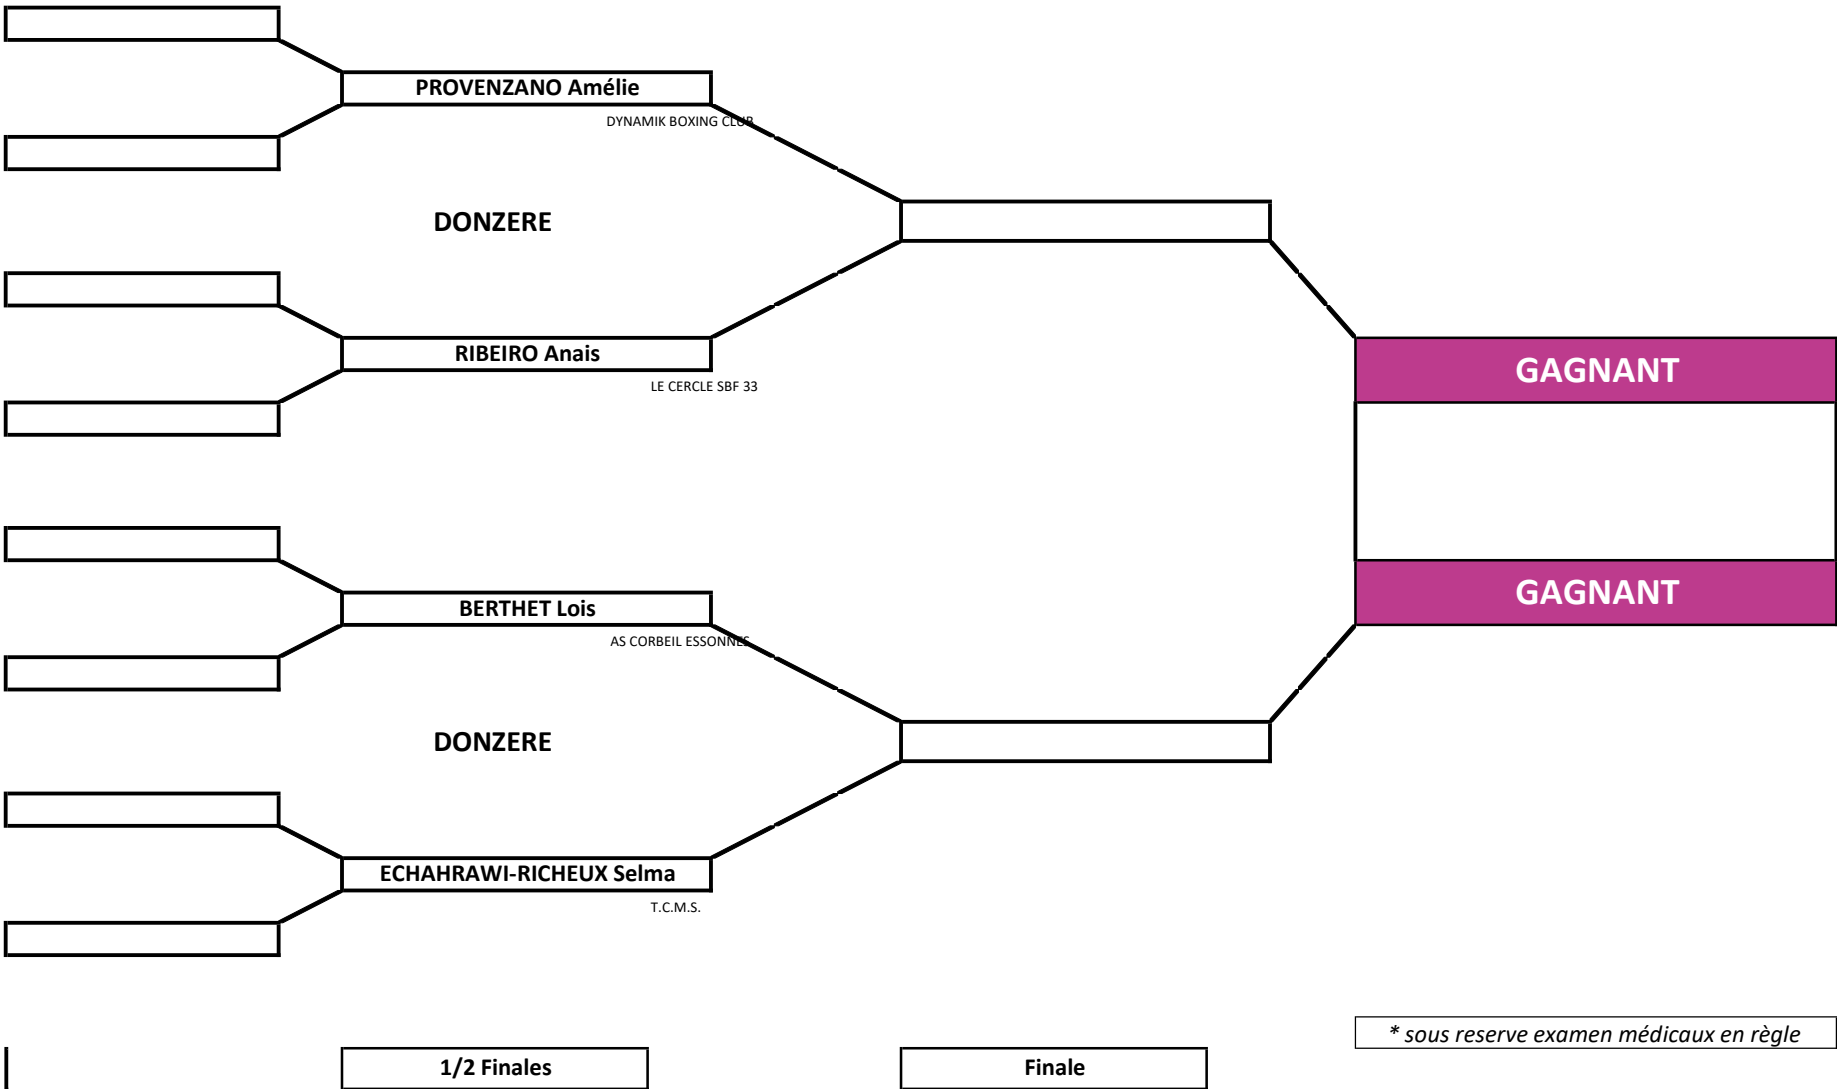 PROVENZANO Amélie
DYNAMIK BOXING CLUB
DONZERE
RIBEIRO Anais
LE CERCLE SBF 33
GAGNANT
GAGNANT
BERTHET Lois
AS CORBEIL ESSONNES
DONZERE
ECHAHRAWI-RICHEUX Selma
T.C.M.S.
* sous reserve examen médicaux en règle
1/2 Finales
Finale